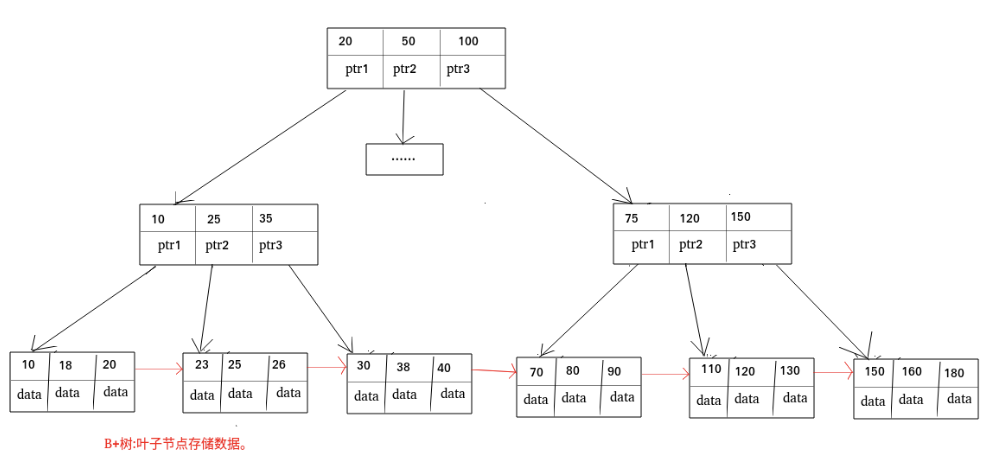 20 50 100
ptr1 ptr2 ptr3
......
10 25 35
ptr1 ptr2 ptr3
75 120 150
ptr1 ptr2 ptr3
10 18 20
data data data
23 25 26
data data data
30 38 40
data data data
70 80 90
data data data
110 120 130
data data data
150 160 180
data data data
B+树:叶子节点存储数据。